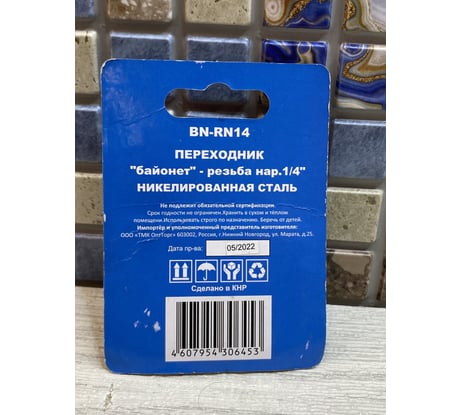 BN-RN14
ПЕРЕХОДНИК
"байонет" - резьба нар.1/4"
НИКЕЛИРОВАННАЯ СТАЛЬ
Не подлежит обязательной сертификации.
Срок годности не ограничен.Хранить в сухом и тёплом
помещении.Использовать строго по назначению. Беречь от детей.
Импортёр и уполномоченный представитель изготовителя:
ООО «ТМК ОптТорг» 603002, Россия, г.Нижний Новгород, ул. Марата, д.25.
Дата пр-ва: 05/2022
Сделано в КНР
4 607954 306453